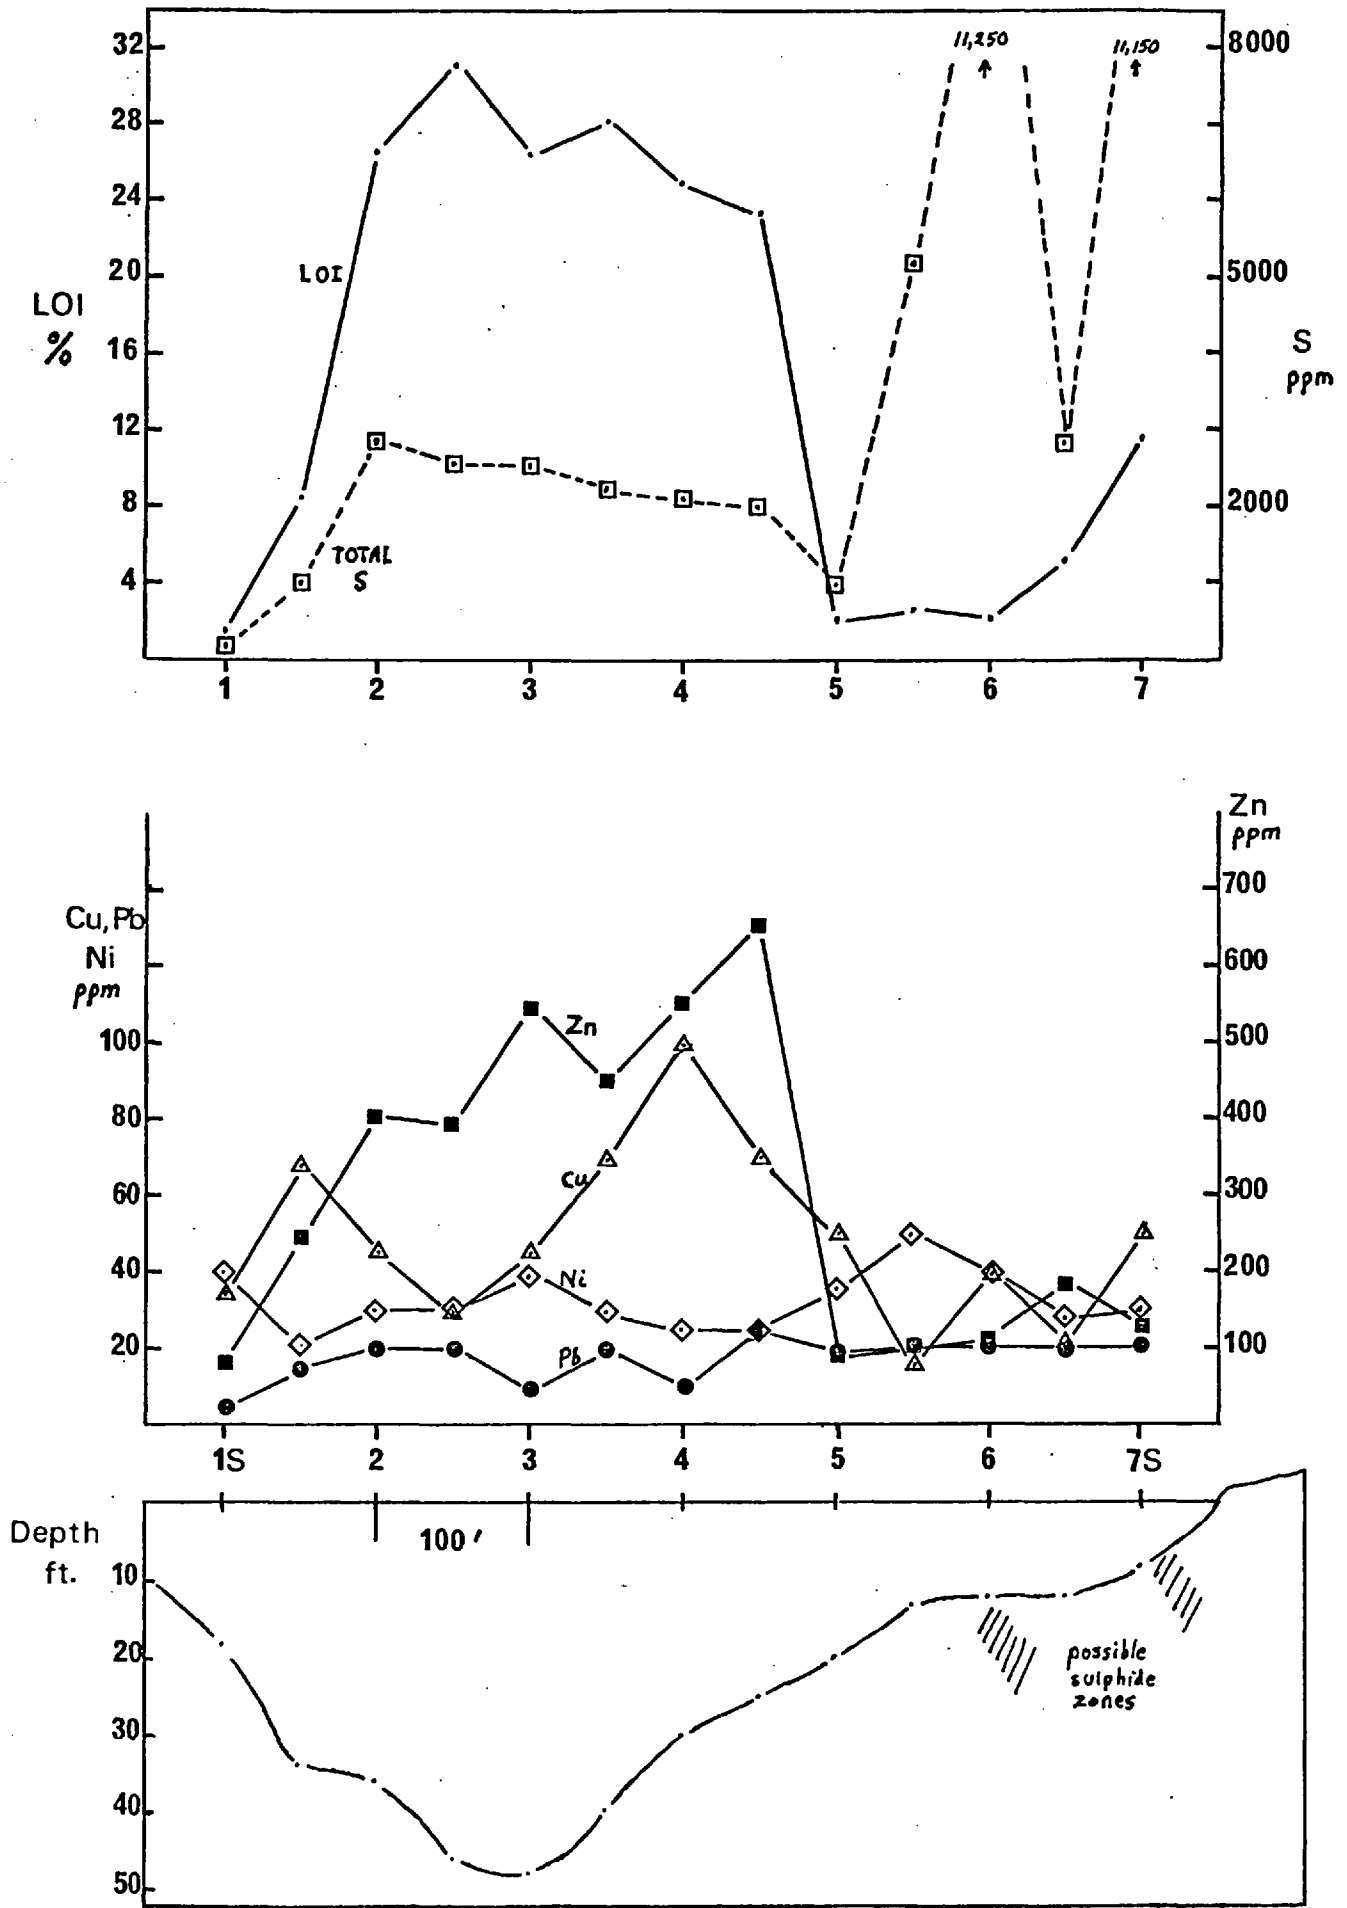 32
28
24
20
16
12
8
4
LOI
%
LOI
TOTAL
S
11,250
11,150
8000
5000
2000
S
ppm
1 2 3 4 5 6 7
Cu, Pb
Ni
ppm
100
80
60
40
20
Zn
Cu
Ni
Pb
Zn
ppm
700
600
500
400
300
200
100
1S 2 3 4 5 6 7S
Depth
ft.
100'
10
20
30
40
50
possible
sulphide
zones